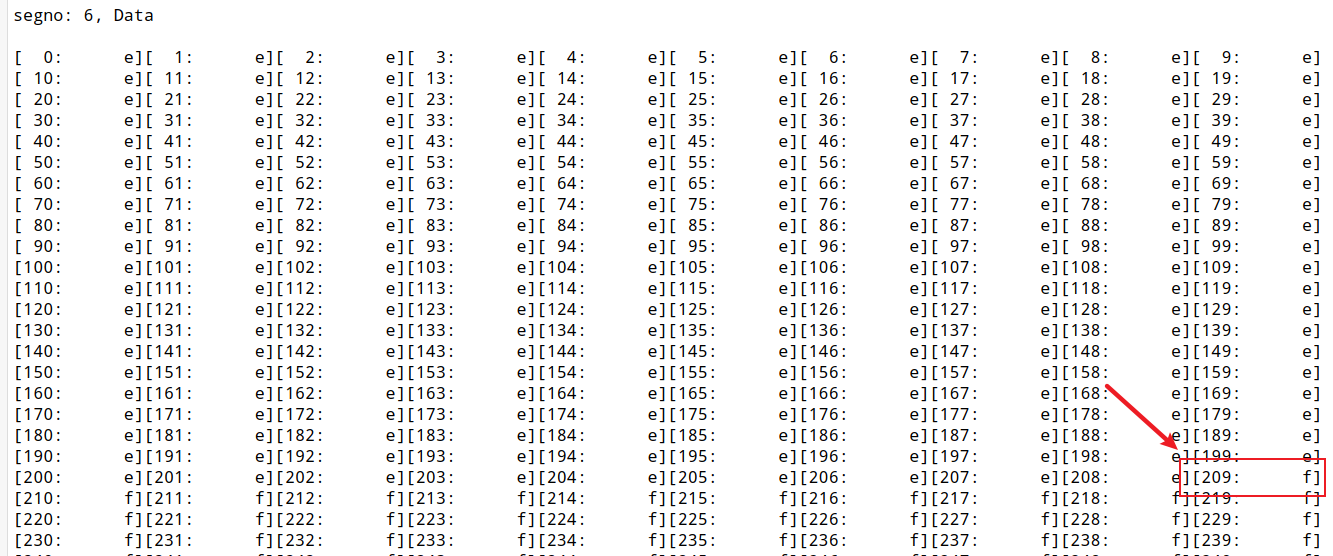 segno: 6, Data
[  0:       e][  1:       e][  2:       e][  3:       e][  4:       e][  5:       e][  6:       e][  7:       e][  8:       e][  9:       e]
[ 10:       e][ 11:       e][ 12:       e][ 13:       e][ 14:       e][ 15:       e][ 16:       e][ 17:       e][ 18:       e][ 19:       e]
[ 20:       e][ 21:       e][ 22:       e][ 23:       e][ 24:       e][ 25:       e][ 26:       e][ 27:       e][ 28:       e][ 29:       e]
[ 30:       e][ 31:       e][ 32:       e][ 33:       e][ 34:       e][ 35:       e][ 36:       e][ 37:       e][ 38:       e][ 39:       e]
[ 40:       e][ 41:       e][ 42:       e][ 43:       e][ 44:       e][ 45:       e][ 46:       e][ 47:       e][ 48:       e][ 49:       e]
[ 50:       e][ 51:       e][ 52:       e][ 53:       e][ 54:       e][ 55:       e][ 56:       e][ 57:       e][ 58:       e][ 59:       e]
[ 60:       e][ 61:       e][ 62:       e][ 63:       e][ 64:       e][ 65:       e][ 66:       e][ 67:       e][ 68:       e][ 69:       e]
[ 70:       e][ 71:       e][ 72:       e][ 73:       e][ 74:       e][ 75:       e][ 76:       e][ 77:       e][ 78:       e][ 79:       e]
[ 80:       e][ 81:       e][ 82:       e][ 83:       e][ 84:       e][ 85:       e][ 86:       e][ 87:       e][ 88:       e][ 89:       e]
[ 90:       e][ 91:       e][ 92:       e][ 93:       e][ 94:       e][ 95:       e][ 96:       e][ 97:       e][ 98:       e][ 99:       e]
[100:       e][101:       e][102:       e][103:       e][104:       e][105:       e][106:       e][107:       e][108:       e][109:       e]
[110:       e][111:       e][112:       e][113:       e][114:       e][115:       e][116:       e][117:       e][118:       e][119:       e]
[120:       e][121:       e][122:       e][123:       e][124:       e][125:       e][126:       e][127:       e][128:       e][129:       e]
[130:       e][131:       e][132:       e][133:       e][134:       e][135:       e][136:       e][137:       e][138:       e][139:       e]
[140:       e][141:       e][142:       e][143:       e][144:       e][145:       e][146:       e][147:       e][148:       e][149:       e]
[150:       e][151:       e][152:       e][153:       e][154:       e][155:       e][156:       e][157:       e][158:       e][159:       e]
[160:       e][161:       e][162:       e][163:       e][164:       e][165:       e][166:       e][167:       e][168:       e][169:       e]
[170:       e][171:       e][172:       e][173:       e][174:       e][175:       e][176:       e][177:       e][178:       e][179:       e]
[180:       e][181:       e][182:       e][183:       e][184:       e][185:       e][186:       e][187:       e][188:       e][189:       e]
[190:       e][191:       e][192:       e][193:       e][194:       e][195:       e][196:       e][197:       e][198:       e][199:       e]
[200:       e][201:       e][202:       e][203:       e][204:       e][205:       e][206:       e][207:       e][208:       e][209:       f]
[210:       f][211:       f][212:       f][213:       f][214:       f][215:       f][216:       f][217:       f][218:       f][219:       f]
[220:       f][221:       f][222:       f][223:       f][224:       f][225:       f][226:       f][227:       f][228:       f][229:       f]
[230:       f][231:       f][232:       f][233:       f][234:       f][235:       f][236:       f][237:       f][238:       f][239:       f]